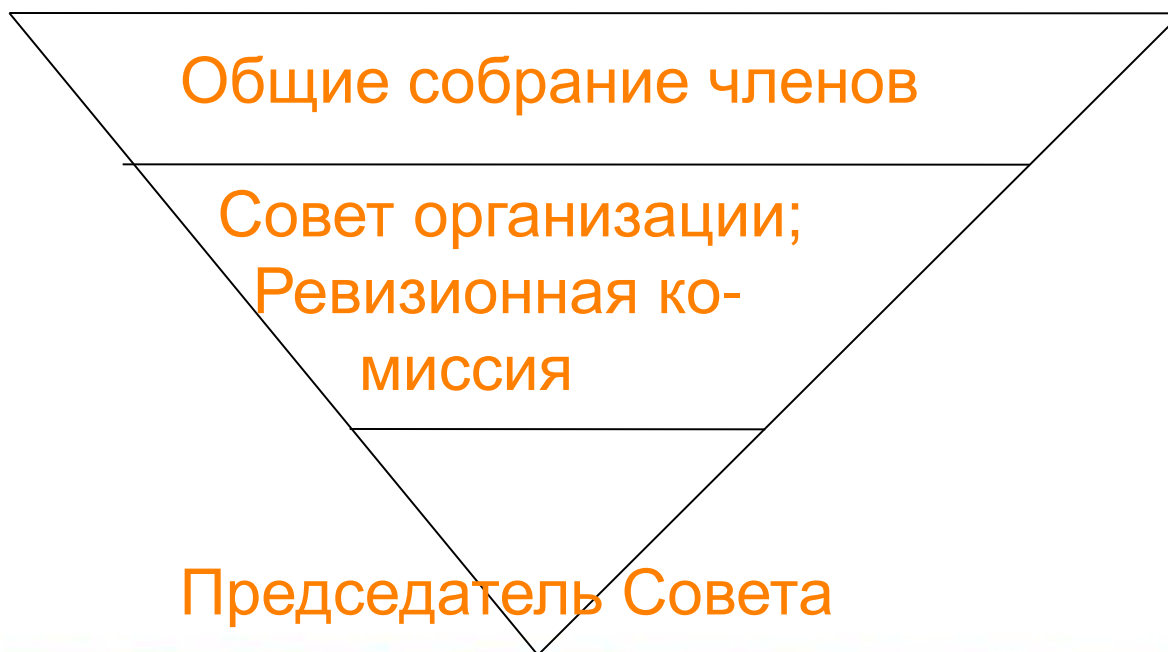 Общие собрание членов
Совет организации;
Ревизионная ко-
миссия
Председатель Совета